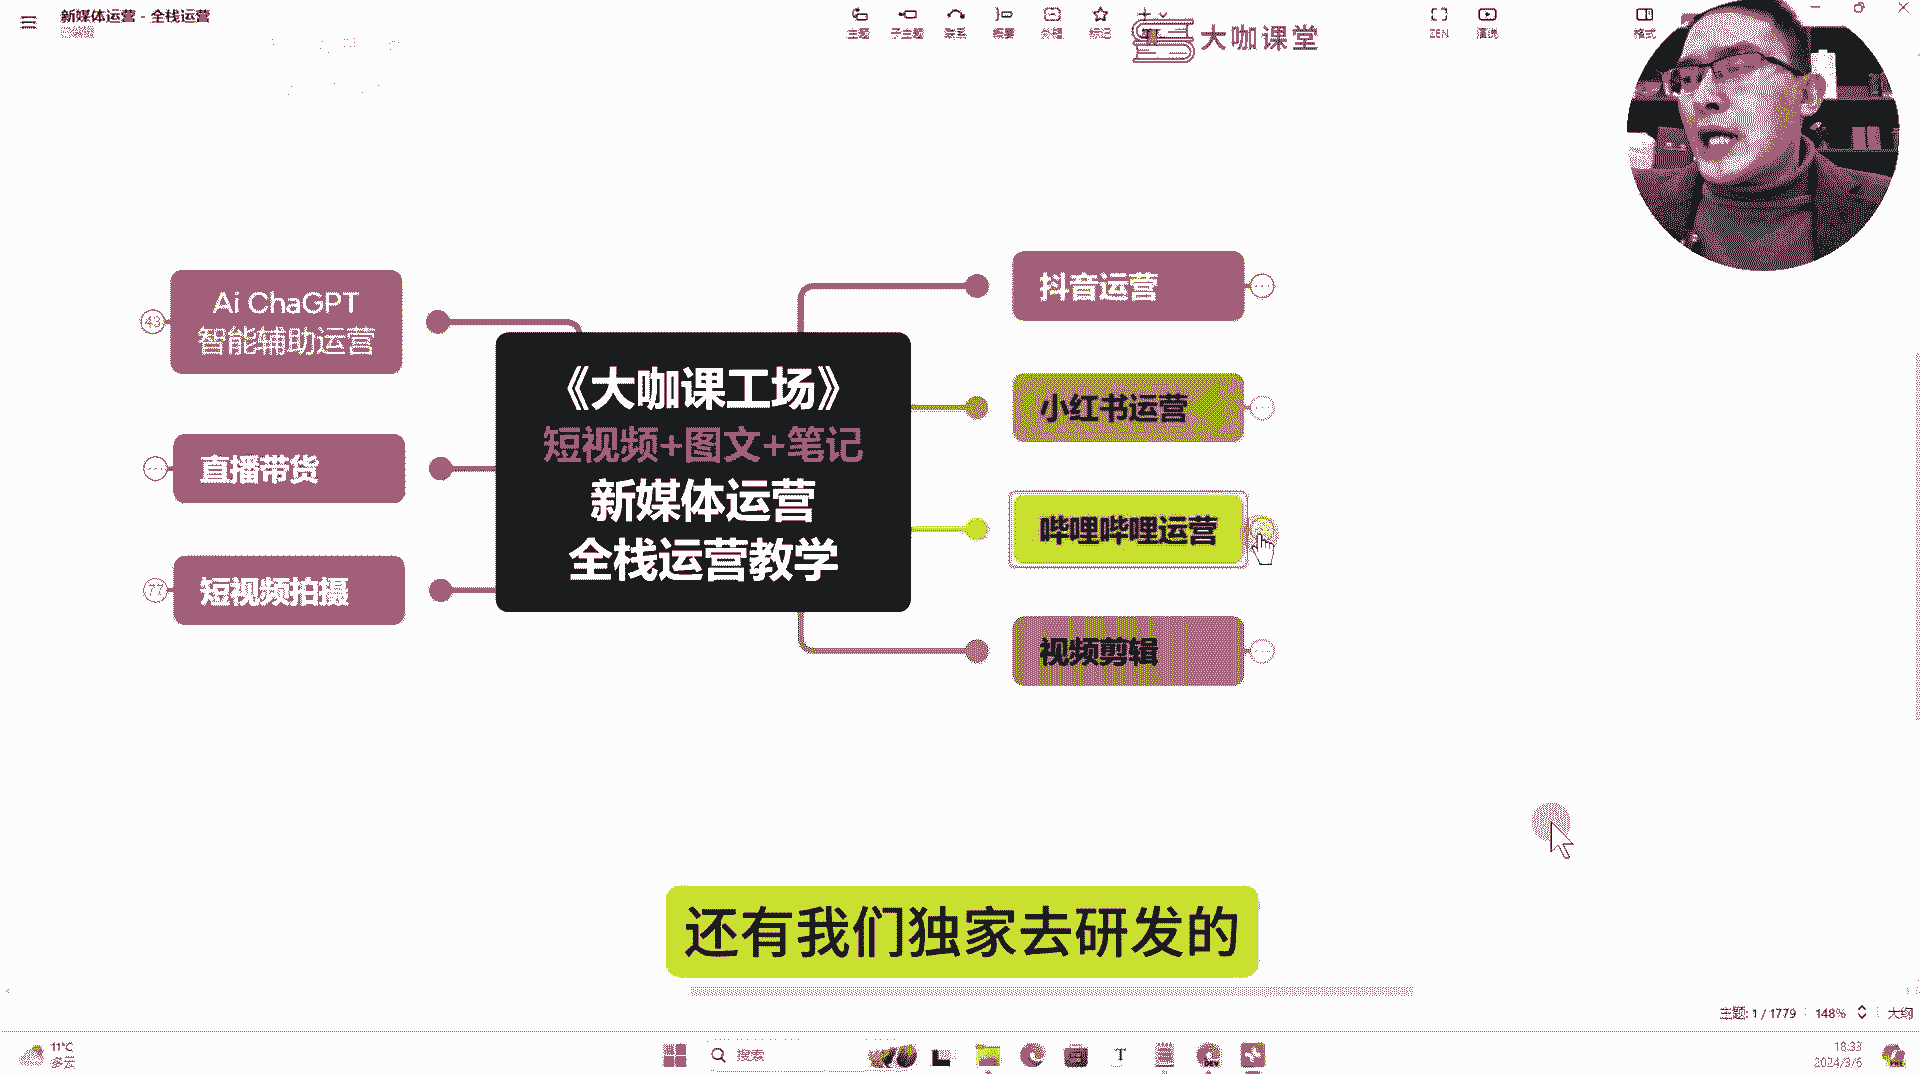 新媒体运营 - 全栈运营
已编辑
主题
子主题
联系
概要
外框
标记
大咖课堂
ZEN
演说
格式
Ai ChaGPT
智能辅助运营
43
直播带货
短视频拍摄
77
《大咖课工场》
短视频+图文+笔记
新媒体运营
全栈运营教学
抖音运营
小红书运营
哔哩哔哩运营
视频剪辑
还有我们独家去研发的
主题: 1 / 1779
148%
大纲
11°C
多云
搜索
18:33
2024/3/6